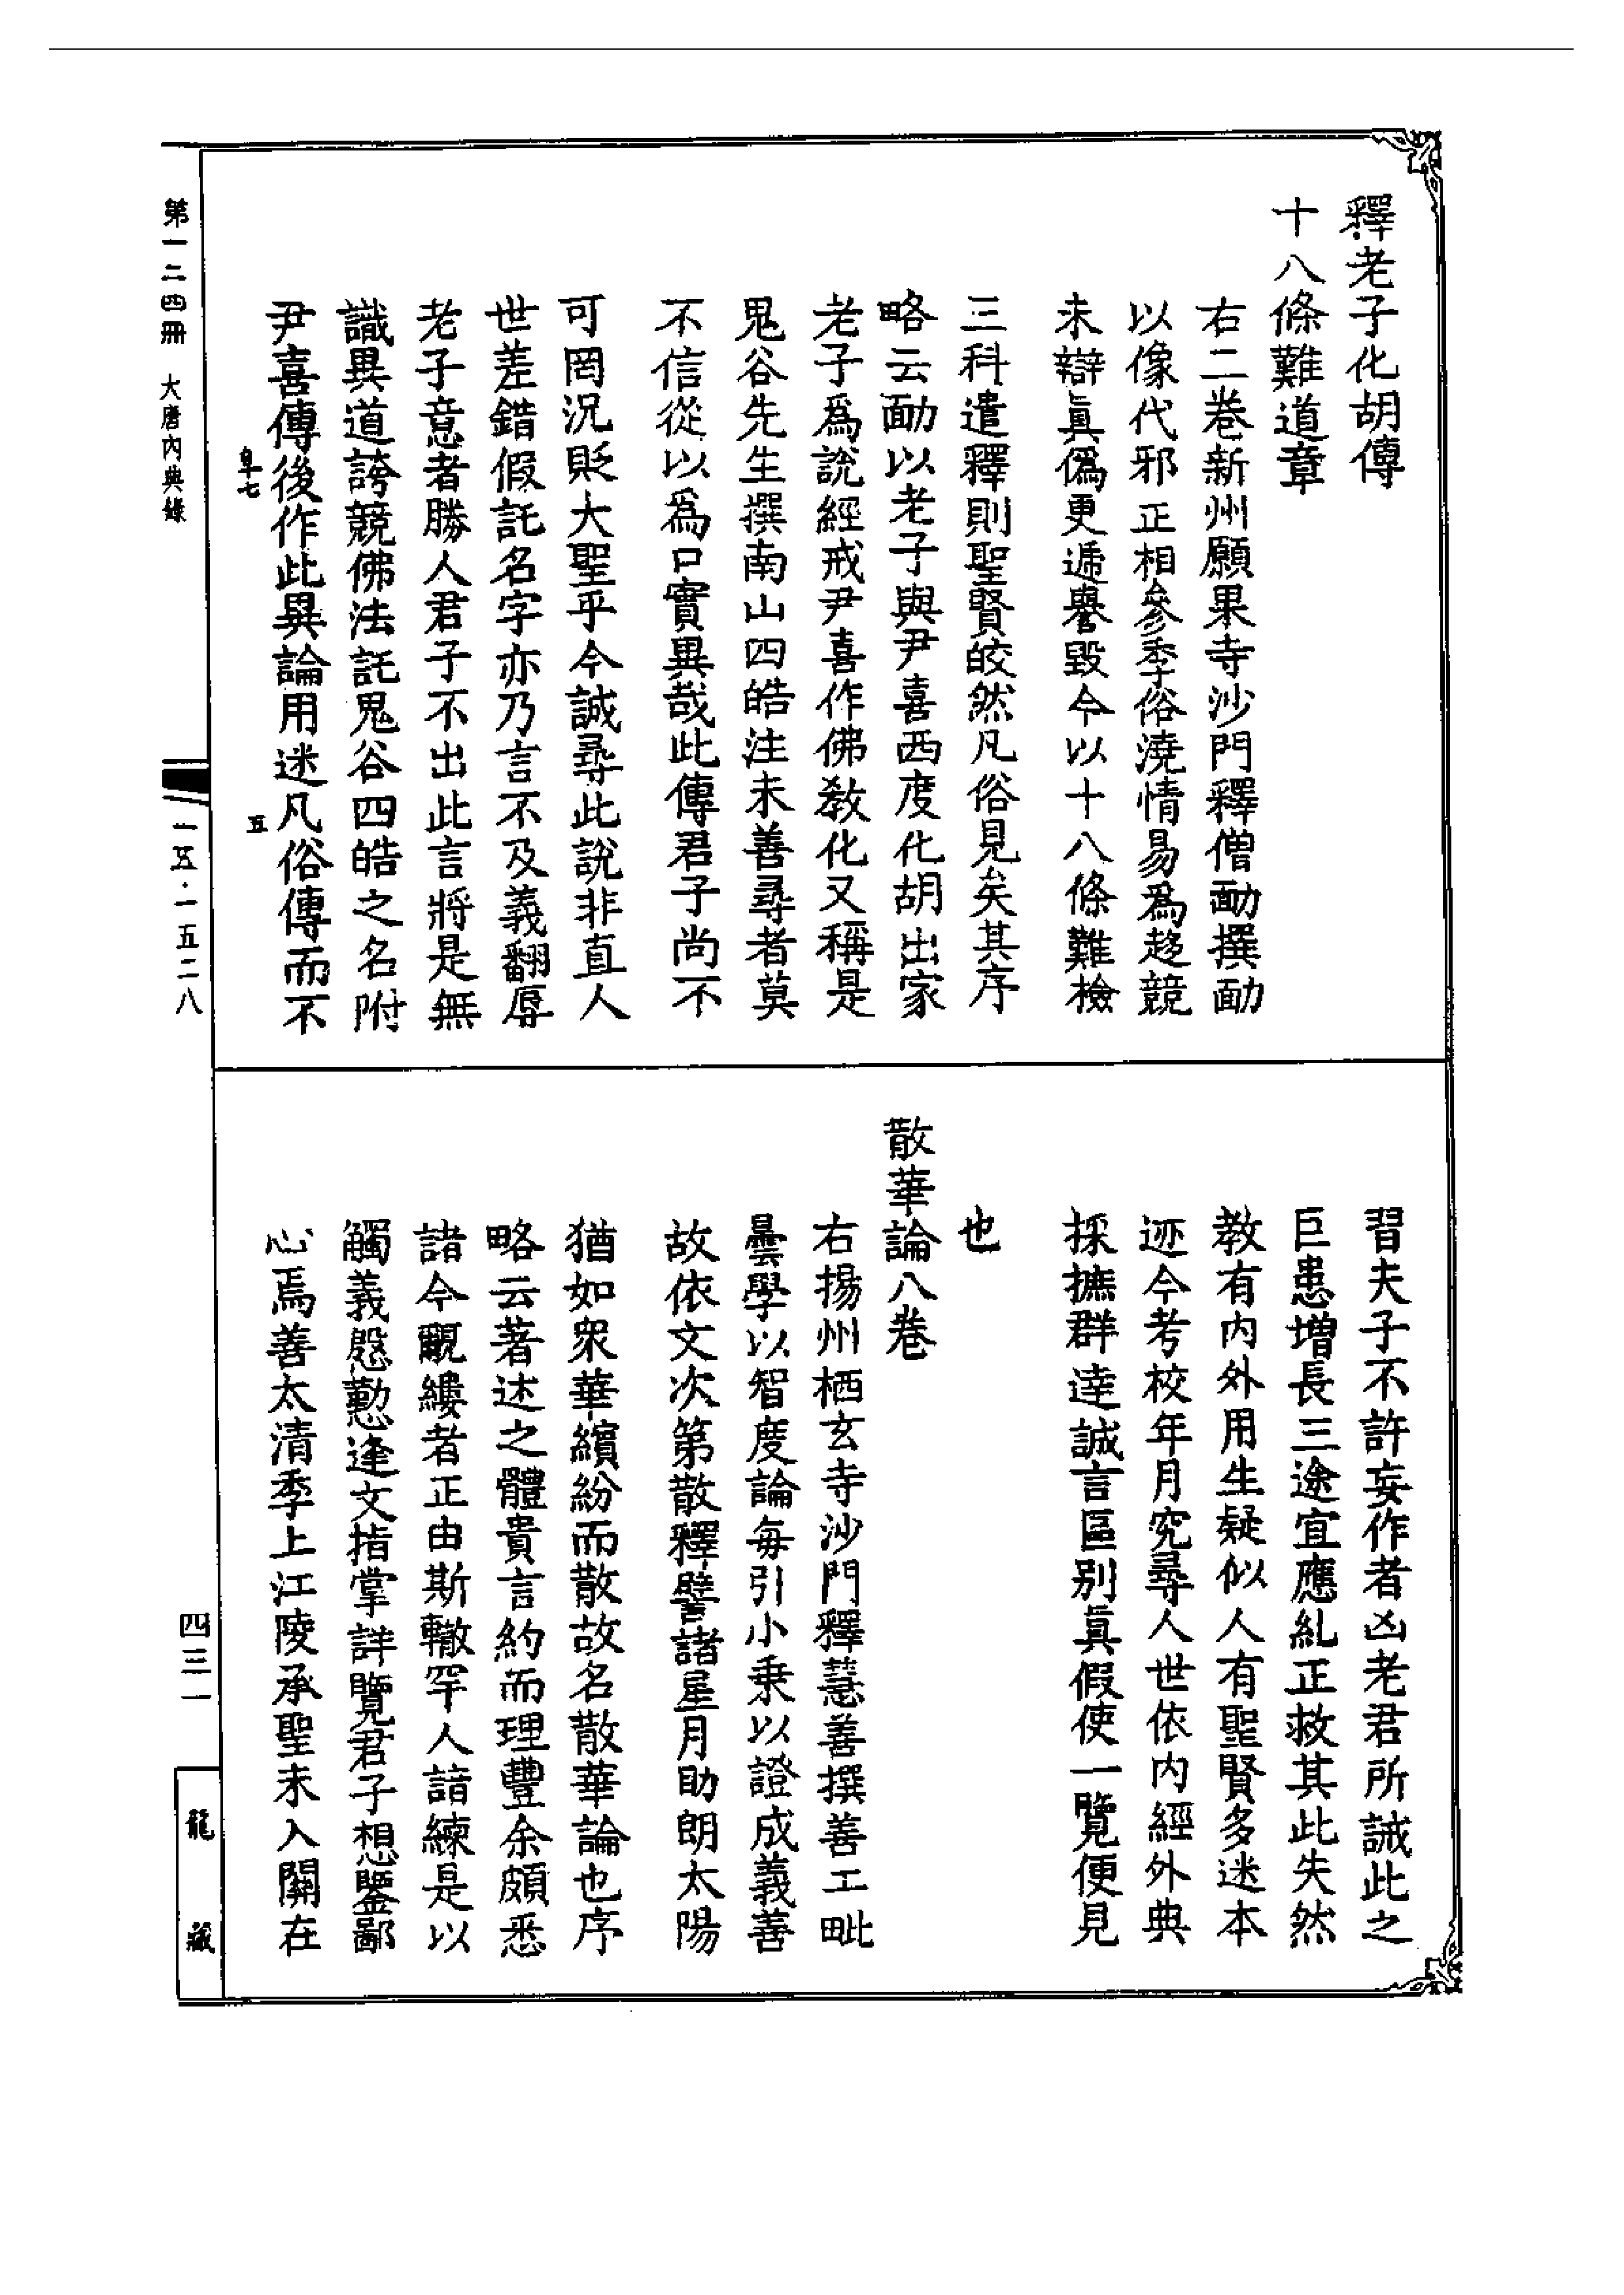 釋老子化胡傳
十八條難道章
右二卷新州願果寺沙門釋僧勔撰勔
以像代邪正相參季俗澆情易爲趍競
未辯眞僞更遞譽毀今以十八條難檢
三科遣釋則聖賢皎然凡俗見矣其序
略云勔以老子與尹喜西度化胡出家
老子爲說經戒尹喜作佛教化又稱是
鬼谷先生撰南山四皓注未善尋者莫
不信從以爲口實異哉此傳君子尚不
可罔況貶大聖乎今誠尋此說非直人
世差錯假託名字亦乃言不及義翻辱
老子意者勝人君子不出此言將是無
識異道誇競佛法託鬼谷四皓之名附
尹喜傳後作此異論用迷凡俗傳而不
習夫子不許妄作者凶老君所誡此之
巨患增長三途宜應糺正救其此失然
教有内外用生疑似人有聖賢多迷本
迹今考校年月究尋人世依内經外典
採摭群達誠言區別眞假使一覽便見
也
散華論八卷
右揚州栖玄寺沙門釋慧善撰善工毗
曇學以智度論每引小乘以證成義善
故依文次第散釋譬諸星月助朗太陽
猶如衆華繽紛而散故名散華論也序
略云著述之體貴言約而理豐余頗悉
諸今覼縷者正由斯轍罕人諳練是以
觸義慇懃逢文指掌詳覽君子想鑒鄙
心焉善太清季上江陵承聖末入關在
阜七
五
第一二四冊 大唐内典錄
一五·一五二八
四三一
龍藏